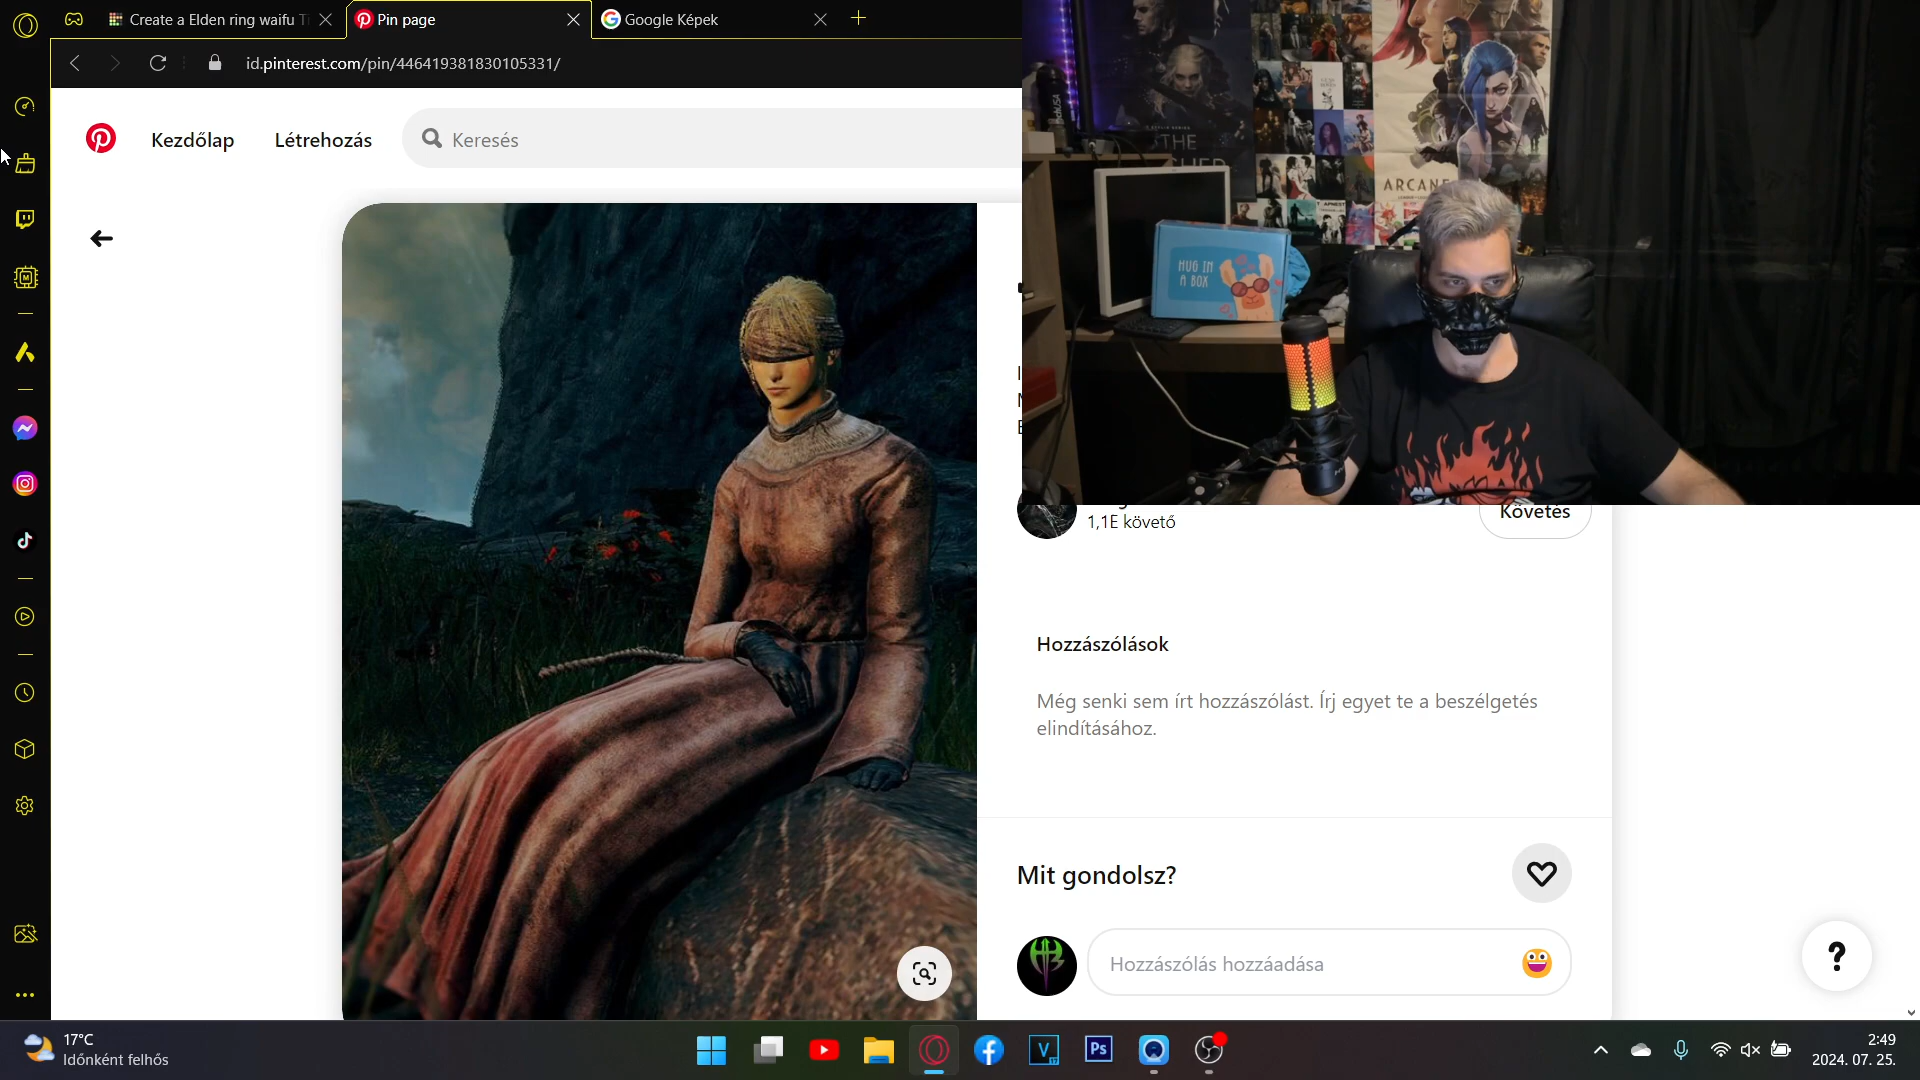 Create a Elden ring waifu
Pin page
Google Képek
id.pinterest.com/pin/446419381830105331/
Kezdőlap
Létrehozás
Keresés
THE
ARCANE
HUG IN
A BOX
1,1E követő
Követés
Hozzászólások
Még senki sem írt hozzászólást. Írj egyet te a beszélgetés
elindításához.
Mit gondolsz?
Hozzászólás hozzáadása
?
17°C
Időnként felhős
V
Ps
2:49
2024. 07. 25.